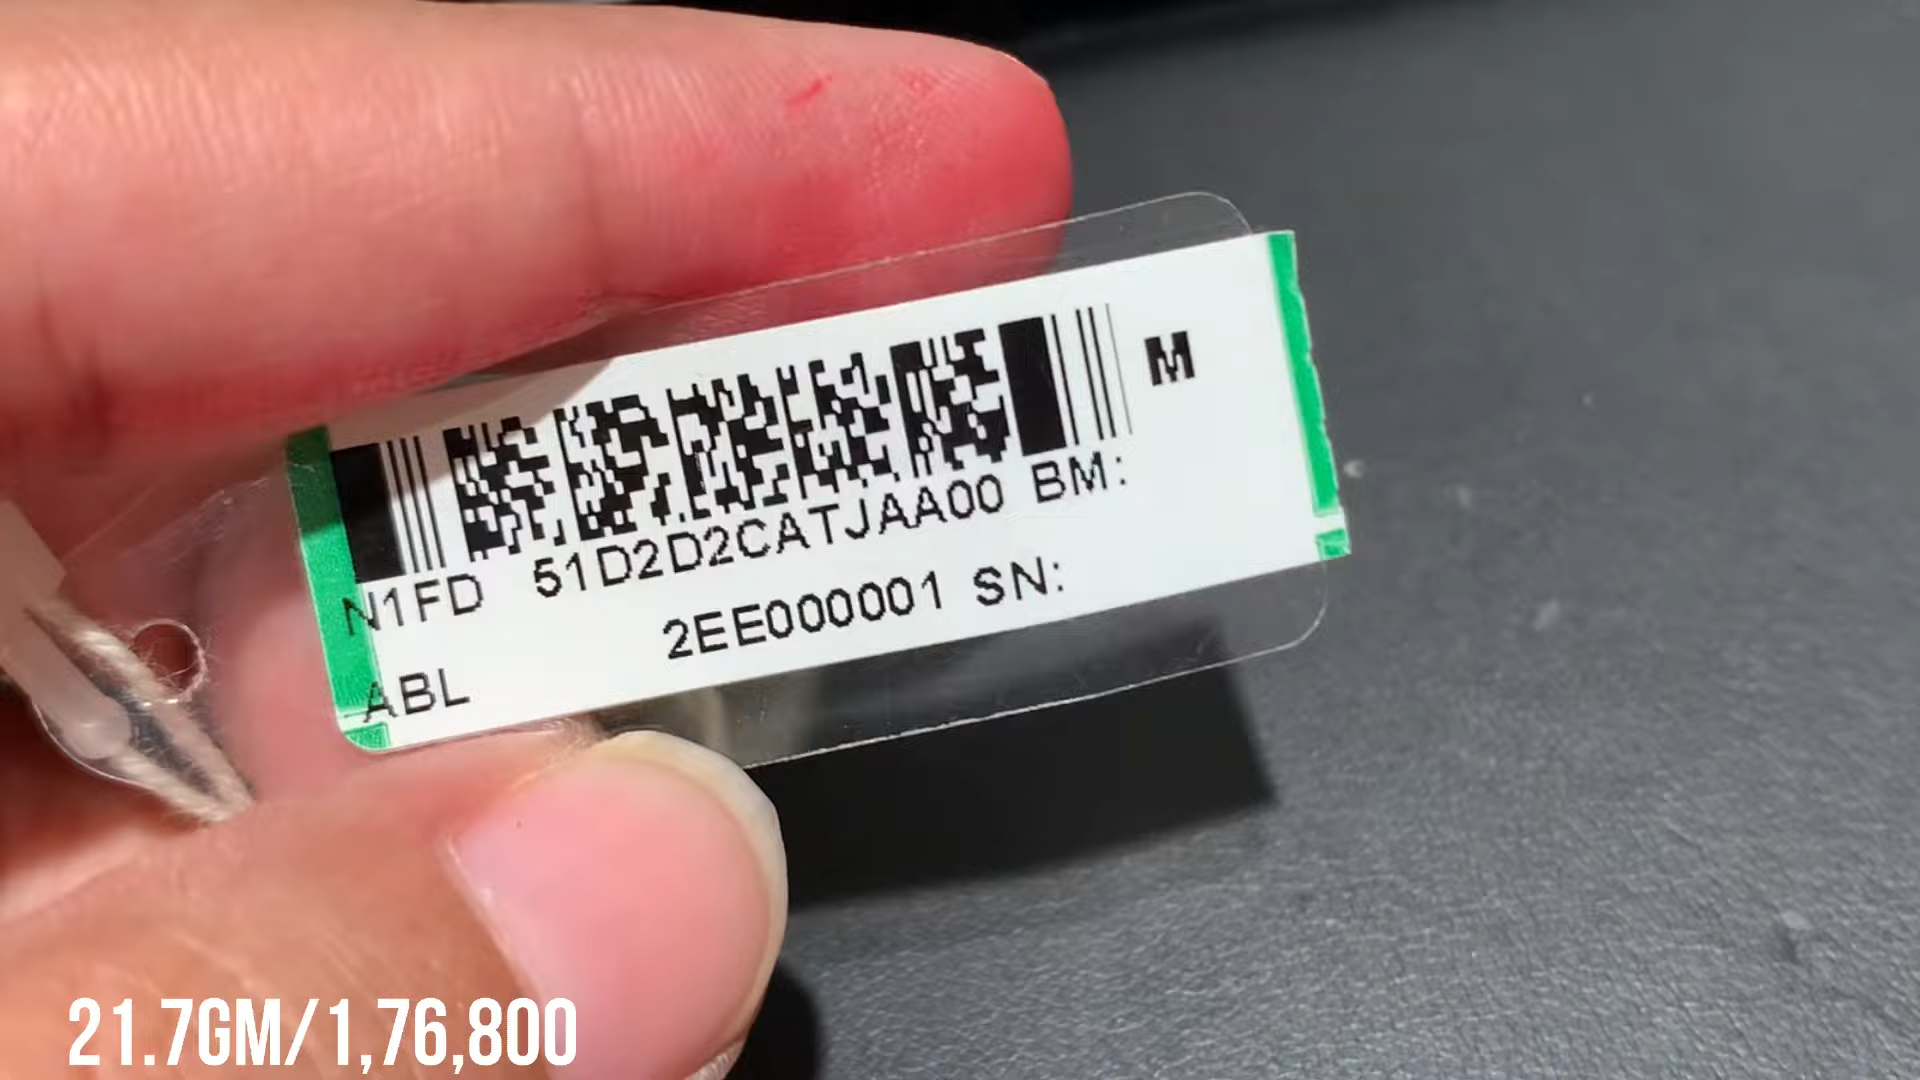 M
N1FD 51D2D2CATJAA00 BM:
2EE000001 SN:
ABL
21.7GM/1,76,800